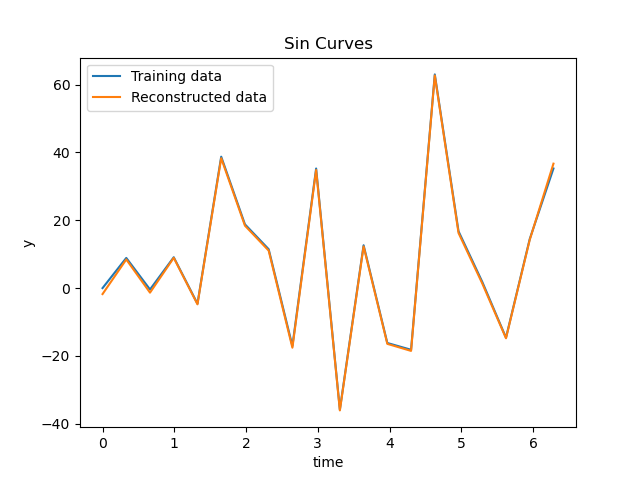 Sin Curves
Training data
Reconstructed data
60
40
20
0
−20
−40
y
0 1 2 3 4 5 6
time